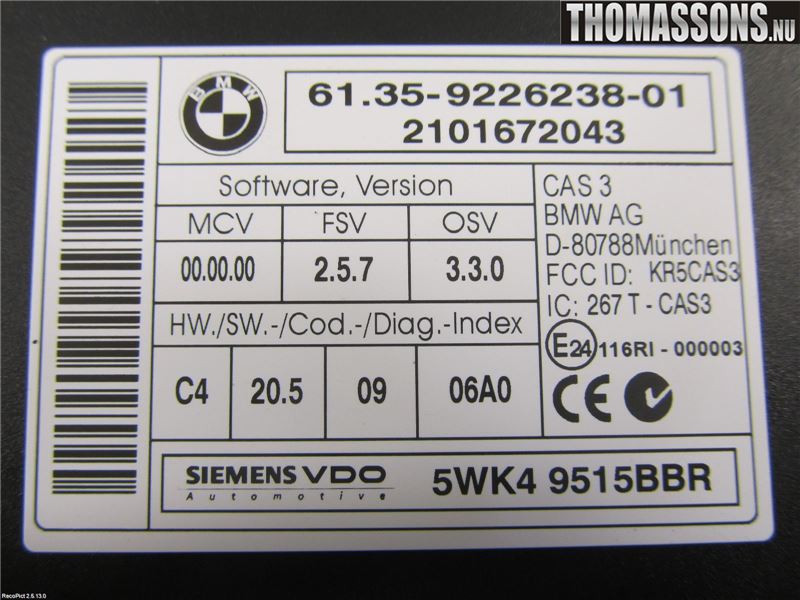 THOMASSONS.NU
BMW
61.35-9226238-01
2101672043
Software, Version
MCV FSV OSV
00.00.00 2.5.7 3.3.0
HW./SW.-/Cod.-/Diag.-Index
C4 20.5 09 06A0
CAS 3
BMW AG
D-80788München
FCC ID: KR5CAS3
IC: 267 T - CAS3
E24 116RI - 000003
CE
SIEMENS VDO
Automotive
5WK4 9515BBR
RecoPict 2.5.13.0